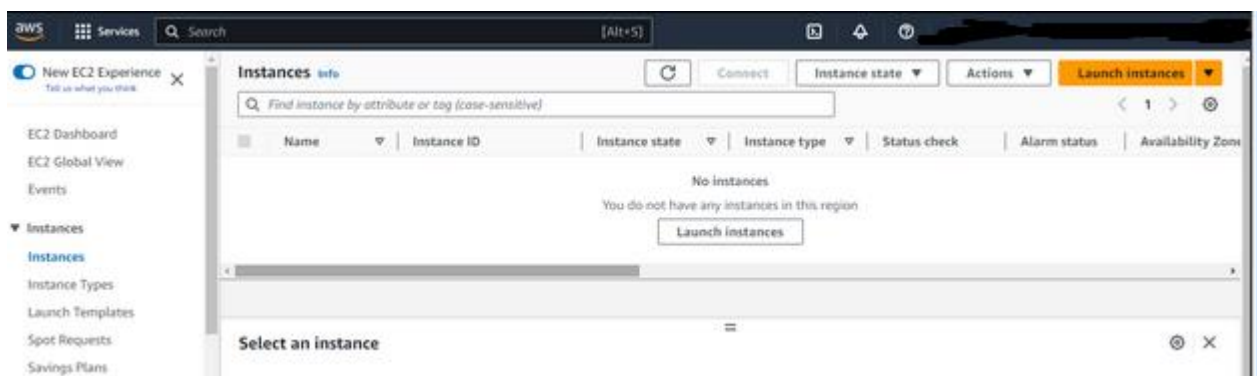 aws Services Search [Alt+S]
New EC2 Experience
Tell us what you think
EC2 Dashboard
EC2 Global View
Events
Instances
Instances
Instance Types
Launch Templates
Spot Requests
Savings Plans
Instances Info Connect Instance state Actions Launch instances
Find instance by attribute or tag (case-sensitive)
1
Name Instance ID Instance state Instance type Status check Alarm status Availability Zone
No instances
You do not have any instances in this region
Launch instances
Select an instance